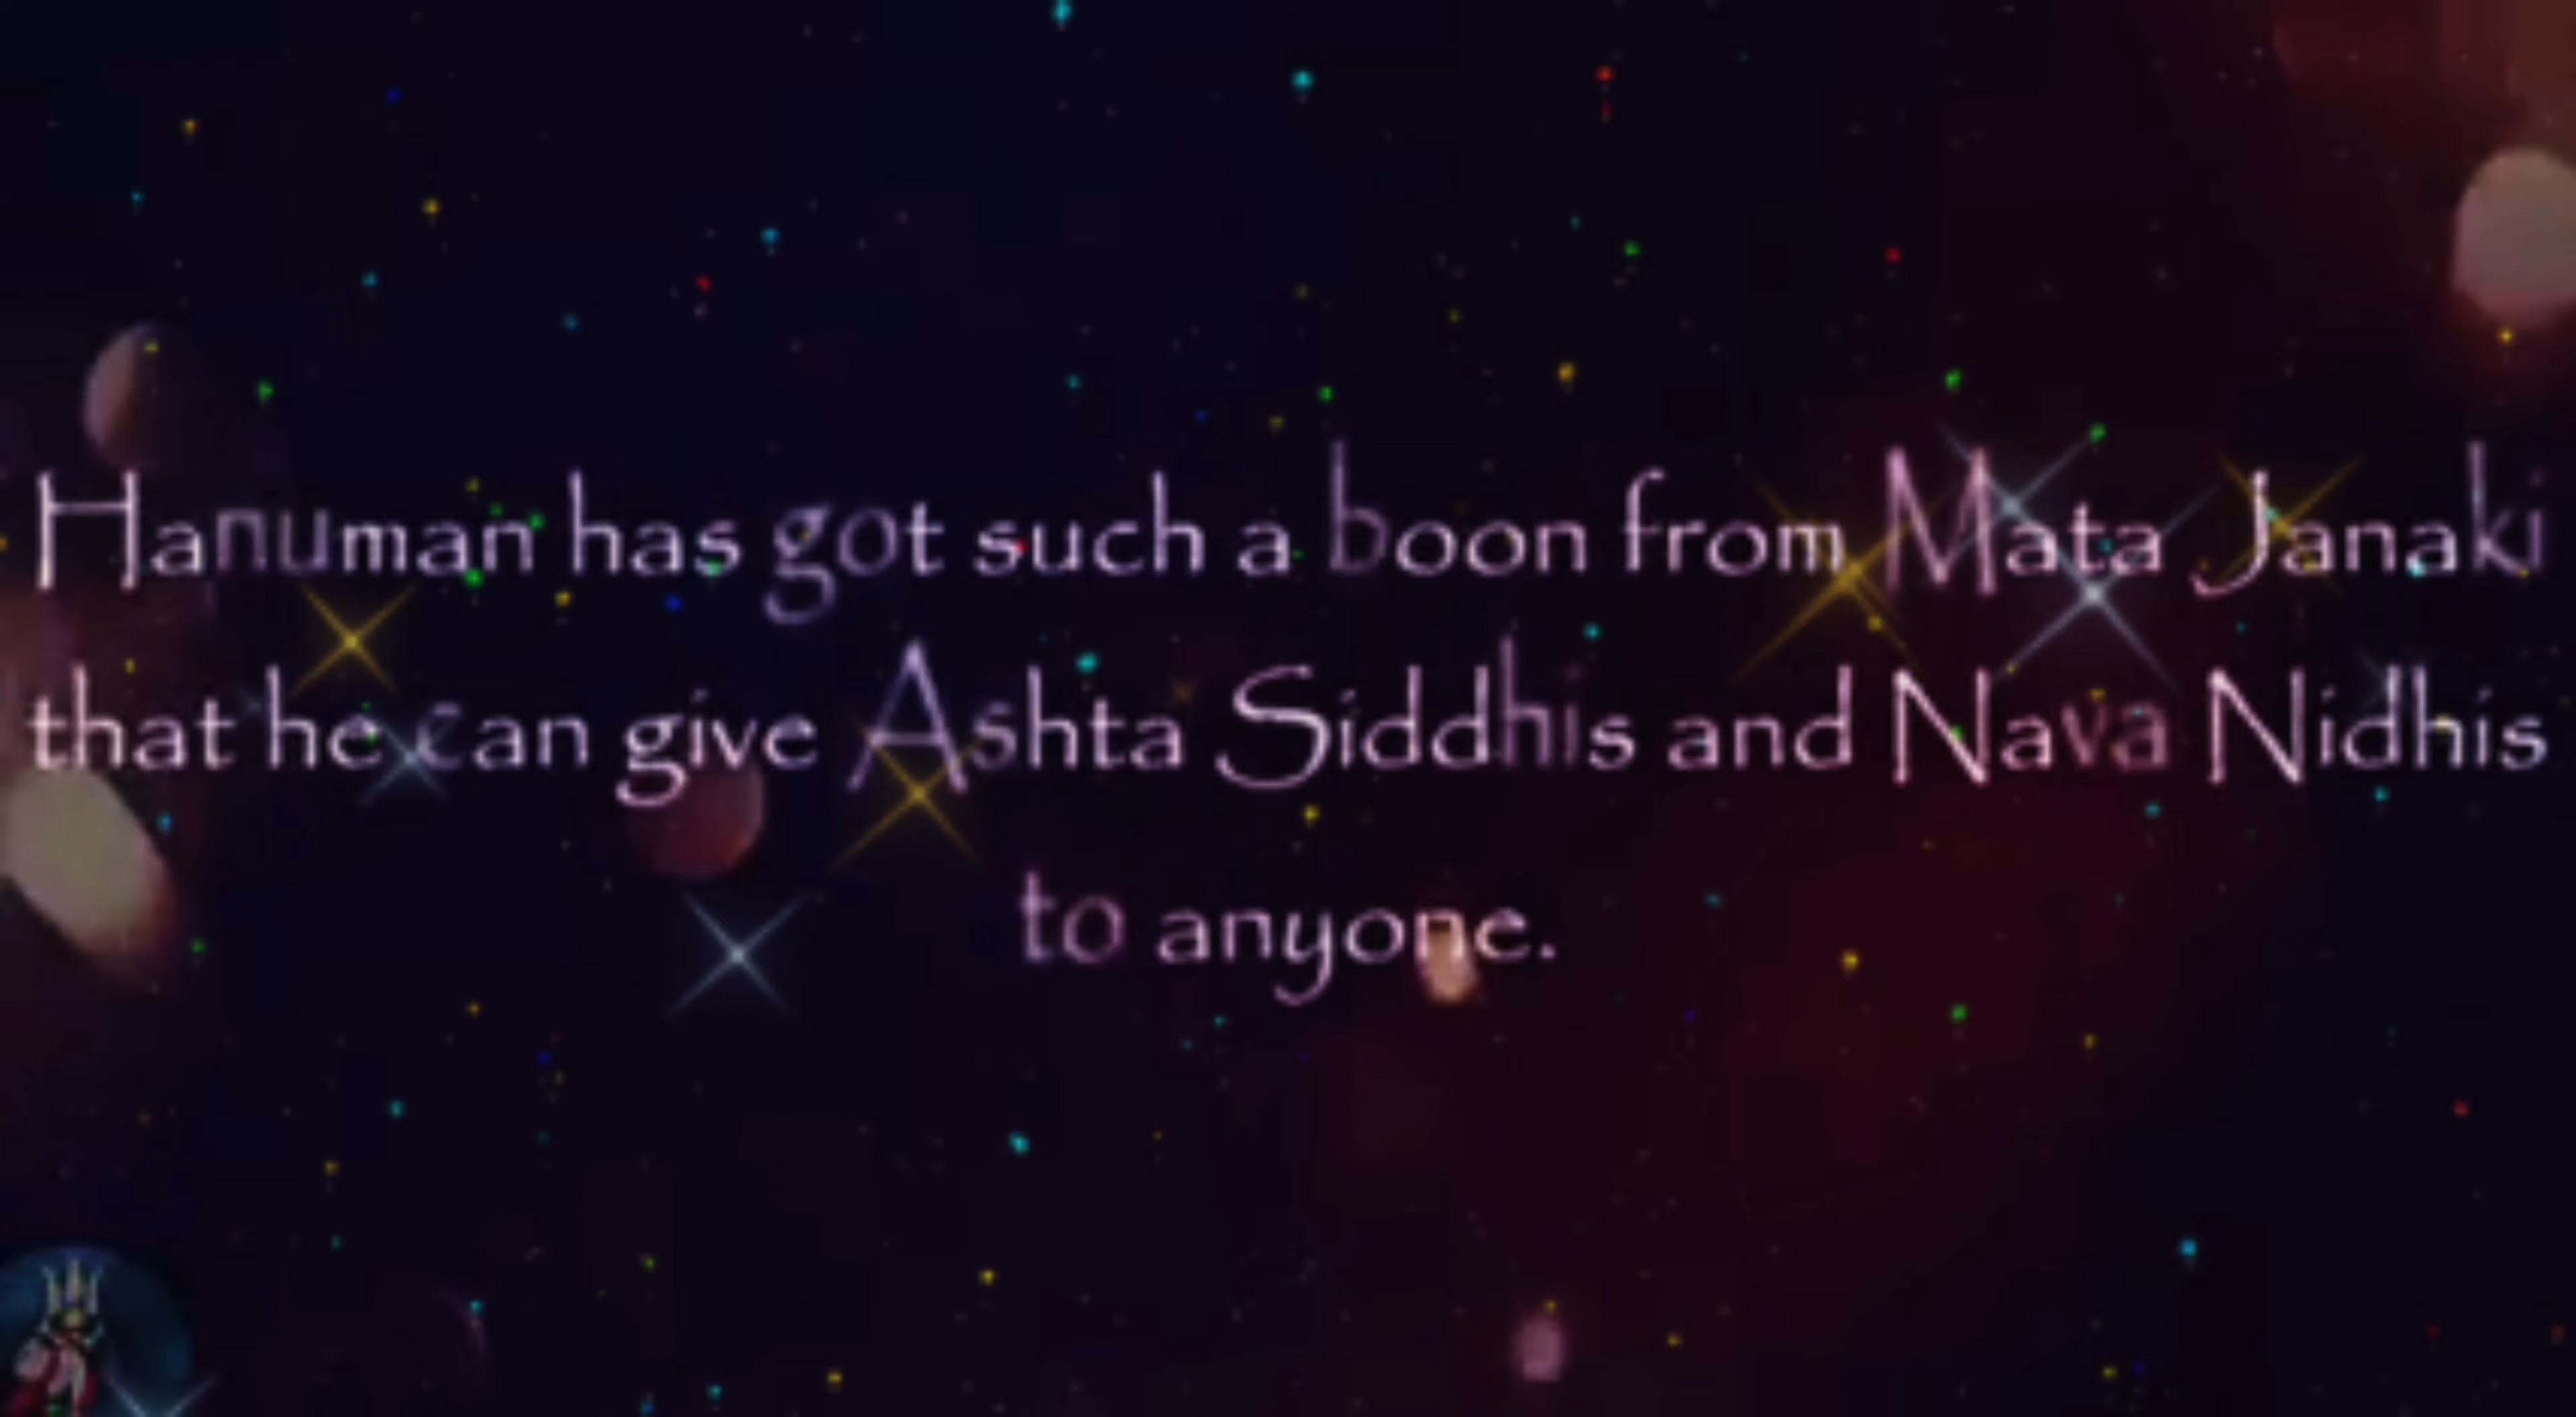 Hanuman has got such a boon from Mata Janaki
that he can give Ashta Siddhis and Nava Nidhis
to anyone.